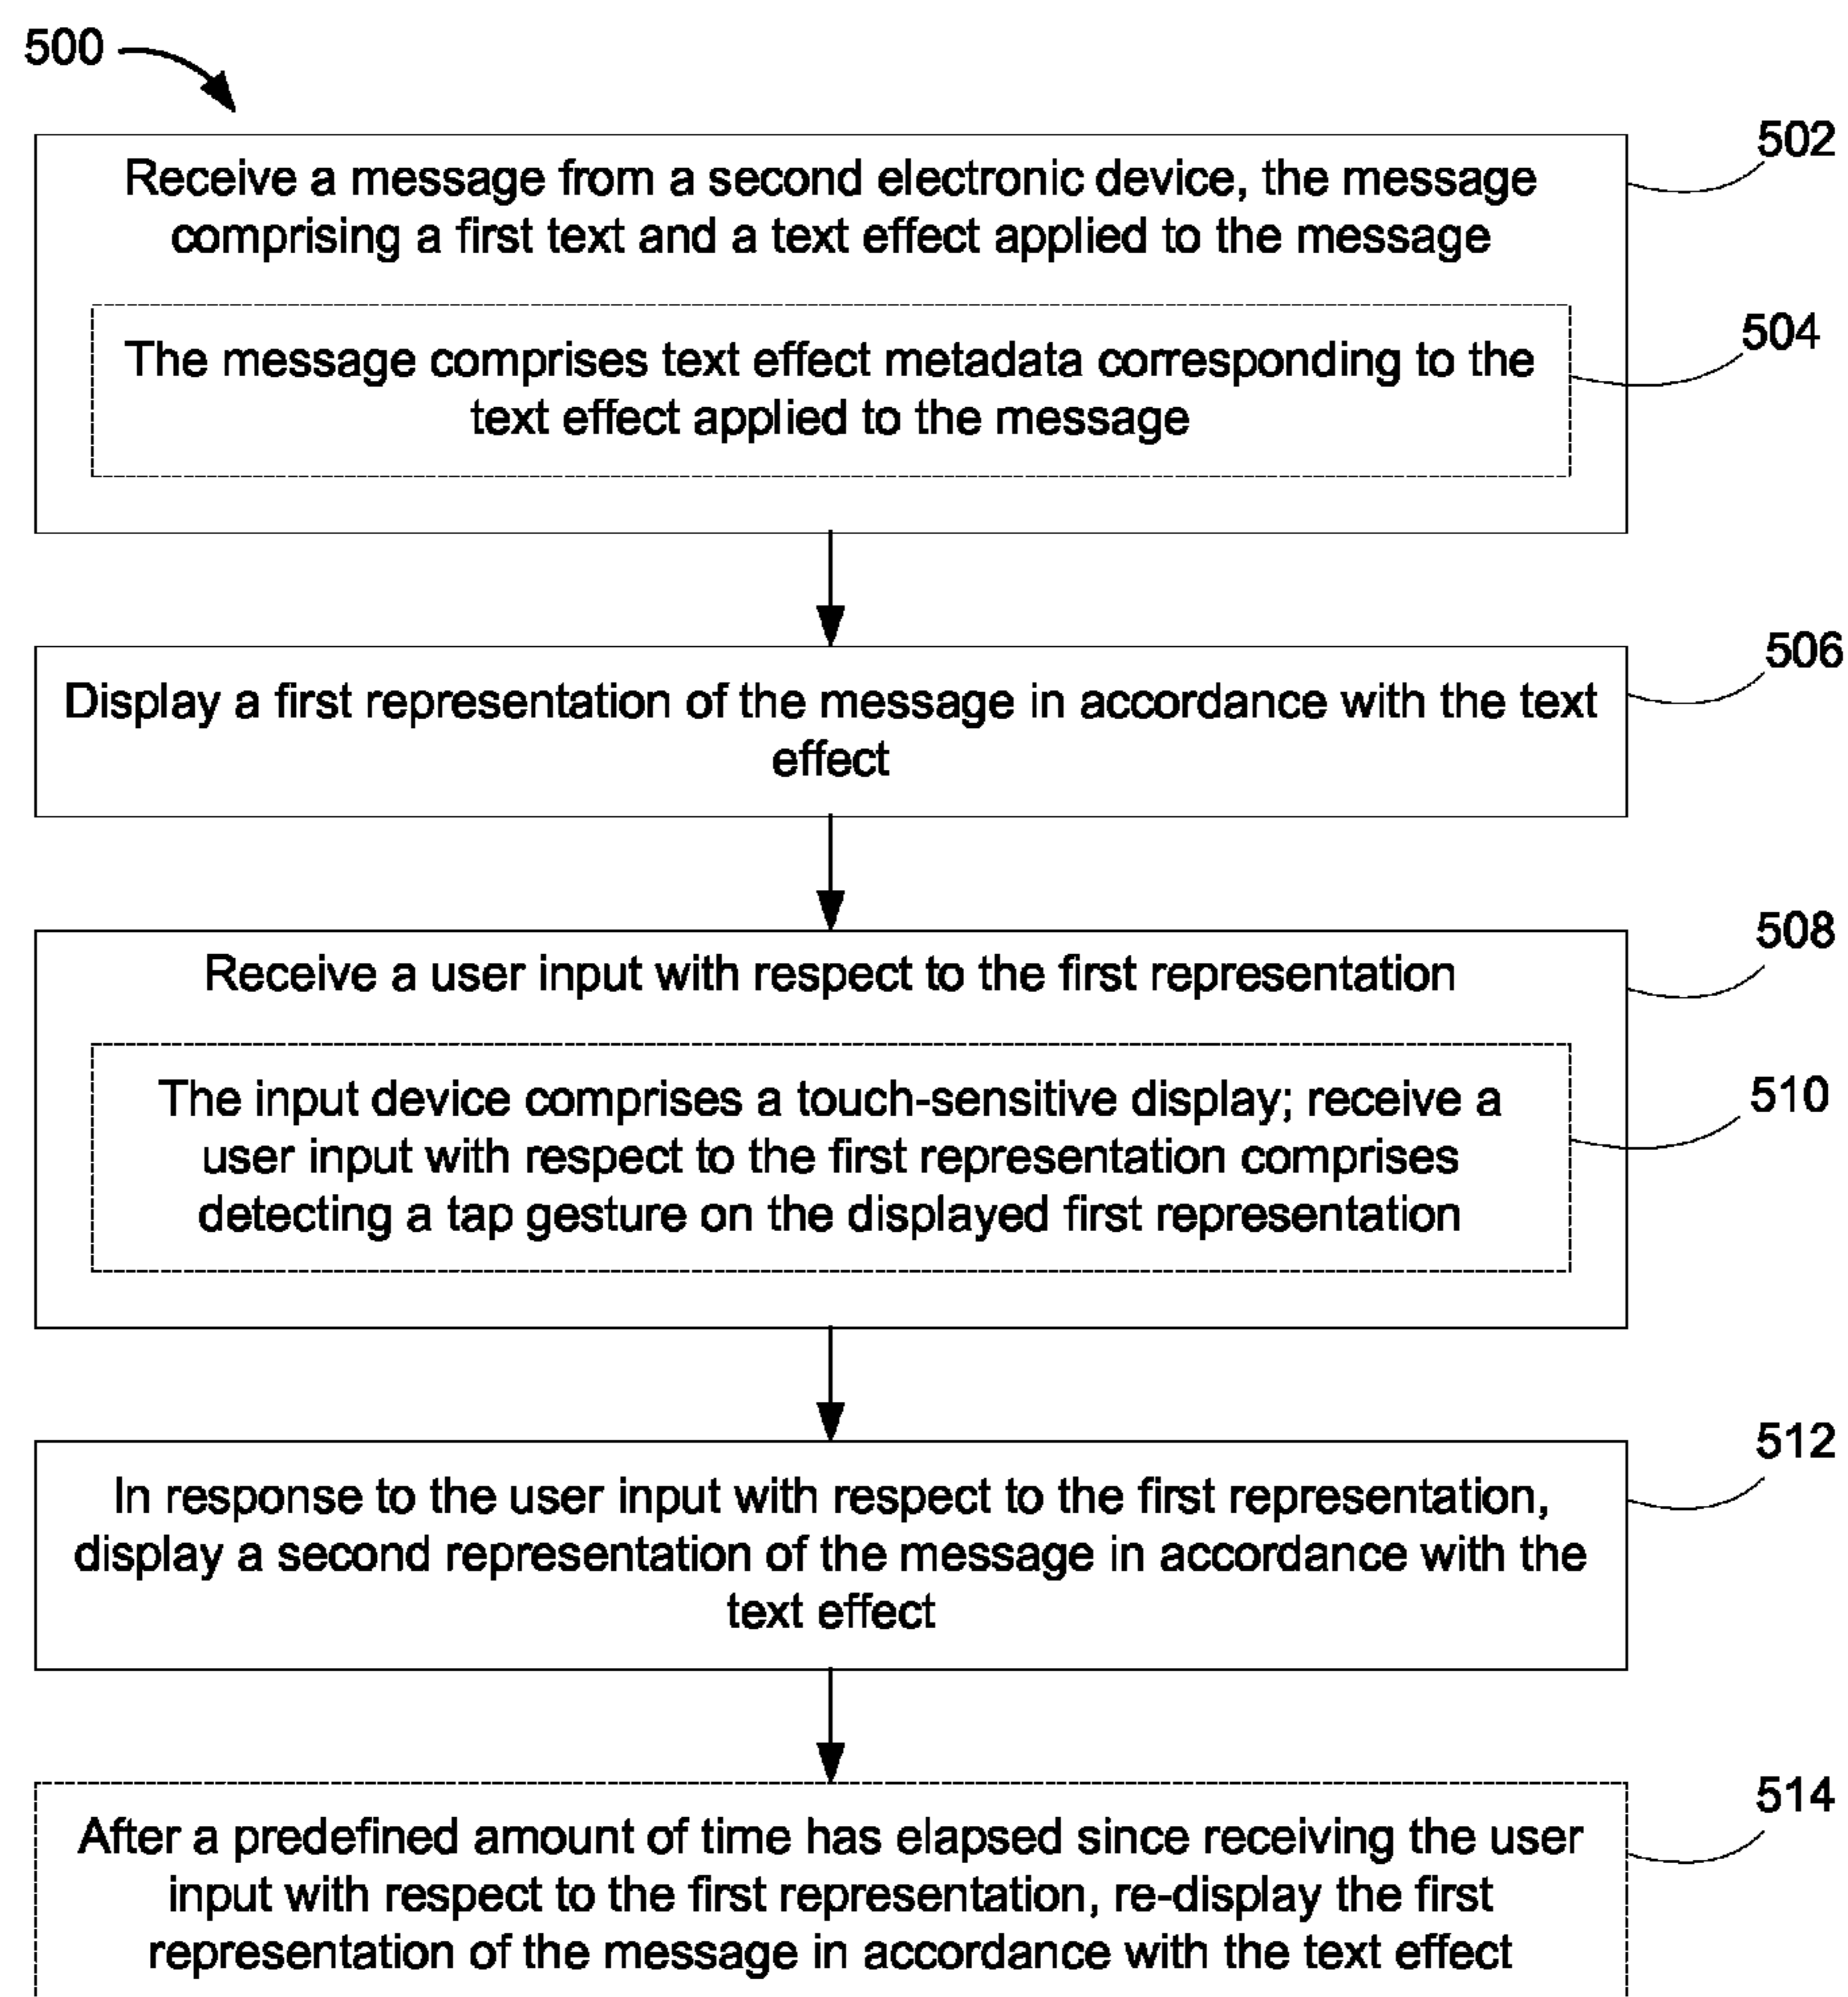 500
502
Receive a message from a second electronic device, the message
comprising a first text and a text effect applied to the message
504
The message comprises text effect metadata corresponding to the
text effect applied to the message
506
Display a first representation of the message in accordance with the text
effect
508
Receive a user input with respect to the first representation
510
The input device comprises a touch-sensitive display; receive a
user input with respect to the first representation comprises
detecting a tap gesture on the displayed first representation
512
In response to the user input with respect to the first representation,
display a second representation of the message in accordance with the
text effect
514
After a predefined amount of time has elapsed since receiving the user
input with respect to the first representation, re-display the first
representation of the message in accordance with the text effect